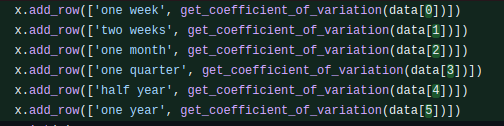 x.add_row(['one week', get_coefficient_of_variation(data[0])])
x.add_row(['two weeks', get_coefficient_of_variation(data[1])])
x.add_row(['one month', get_coefficient_of_variation(data[2])])
x.add_row(['one quarter', get_coefficient_of_variation(data[3])])
x.add_row(['half year', get_coefficient_of_variation(data[4])])
x.add_row(['one year', get_coefficient_of_variation(data[5])])